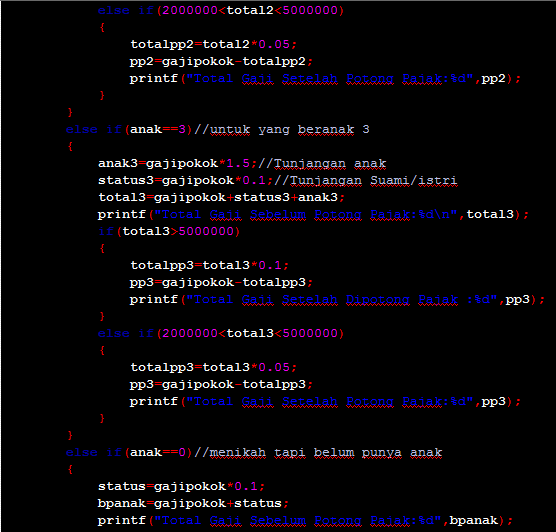 else if(2000000<total2<5000000)
{
totalpp2=total2*0.05;
pp2=gajipokok-totalpp2;
printf("Total Gaji Setelah Potong Pajak:%d",pp2);
}
}
else if(anak==3)//untuk yang beranak 3
{
anak3=gajipokok*1.5;//Tunjangan anak
status3=gajipokok*0.1;//Tunjangan Suami/istri
total3=gajipokok+status3+anak3;
printf("Total Gaji Sebelum Potong Pajak:%d\n",total3);
if(total3>5000000)
{
totalpp3=total3*0.1;
pp3=gajipokok-totalpp3;
printf("Total Gaji Setelah Dipotong Pajak :%d",pp3);
}
else if(2000000<total3<5000000)
{
totalpp3=total3*0.05;
pp3=gajipokok-totalpp3;
printf("Total Gaji Setelah Potong Pajak:%d",pp3);
}
}
else if(anak==0)//menikah tapi belum punya anak
{
status=gajipokok*0.1;
bpanak=gajipokok+status;
printf("Total Gaji Sebelum Potong Pajak:%d",bpanak);